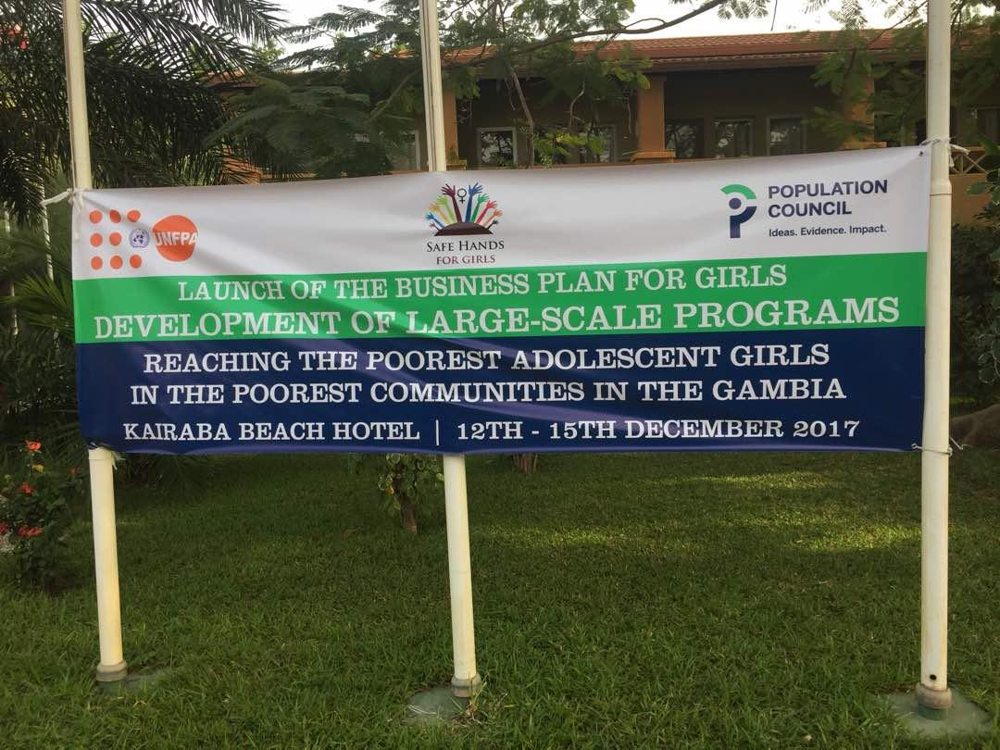 UNFPA
SAFE HANDS
FOR GIRLS
POPULATION
COUNCIL
Ideas. Evidence. Impact.
LAUNCH OF THE BUSINESS PLAN FOR GIRLS
DEVELOPMENT OF LARGE-SCALE PROGRAMS
REACHING THE POOREST ADOLESCENT GIRLS
IN THE POOREST COMMUNITIES IN THE GAMBIA
KAIRABA BEACH HOTEL | 12TH - 15TH DECEMBER 2017